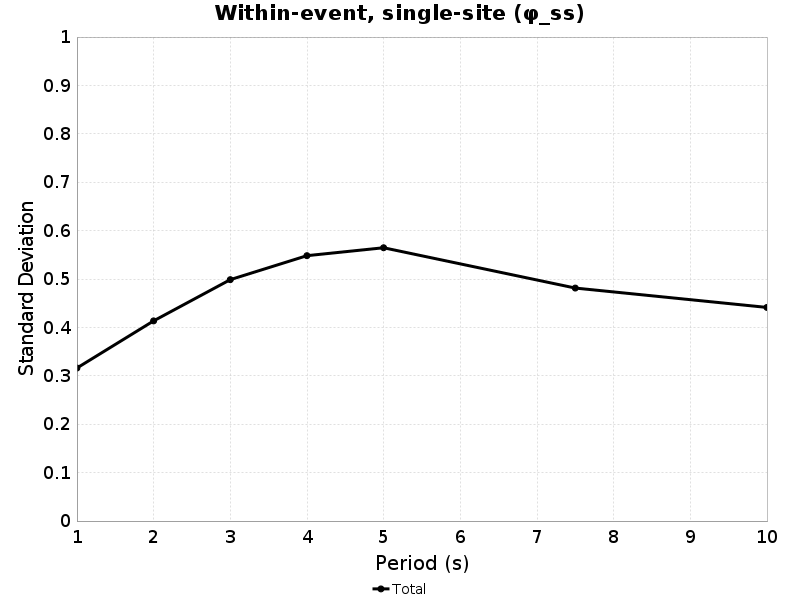 Within-event, single-site (φ_ss)
1
0.9
0.8
0.7
0.6
0.5
0.4
0.3
0.2
0.1
0
Standard Deviation
1 2 3 4 5 6 7 8 9 10
Period (s)
Total